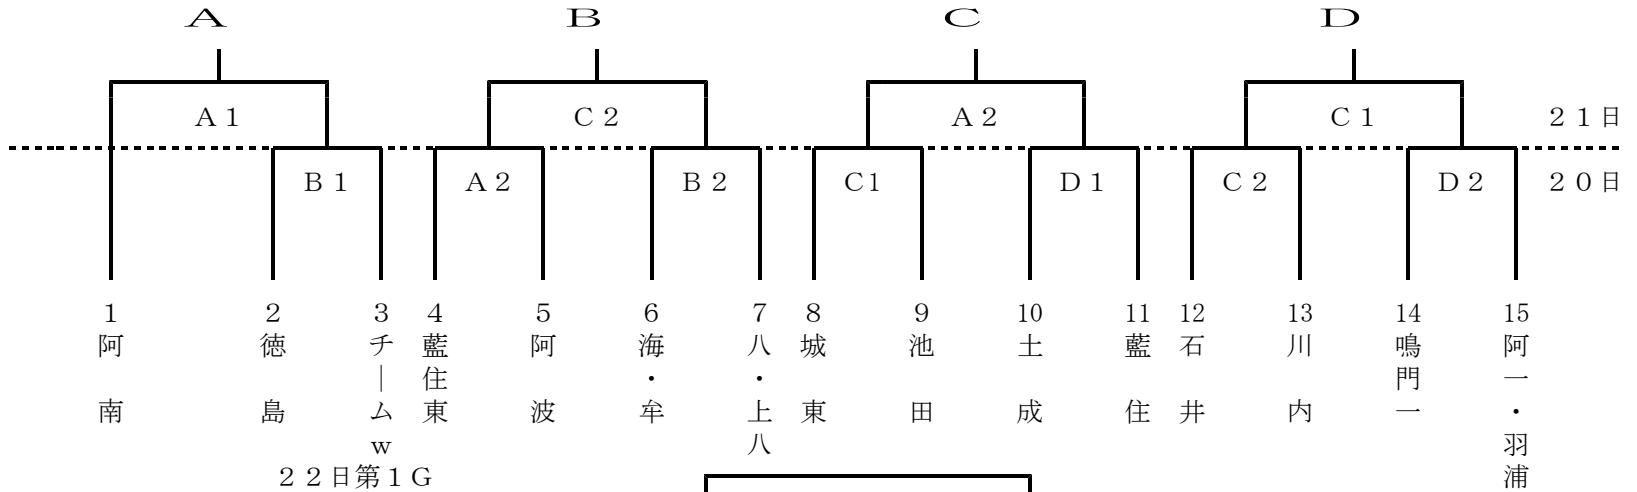 A B C D
Ａ１ Ｃ２ Ａ２ Ｃ１ ２１日
Ｂ１ Ａ２ Ｂ２ C1 Ｄ１ Ｃ２ Ｄ２ ２０日
1 2 3 4 5 6 7 8 9 10 11 12 13 14 15
阿南
徳島
チームｗ
藍住東
阿波
海・牟
八・上八
城東
池田
土成
藍住
石井
川内
鳴門一
阿一・羽浦
２２日第１Ｇ